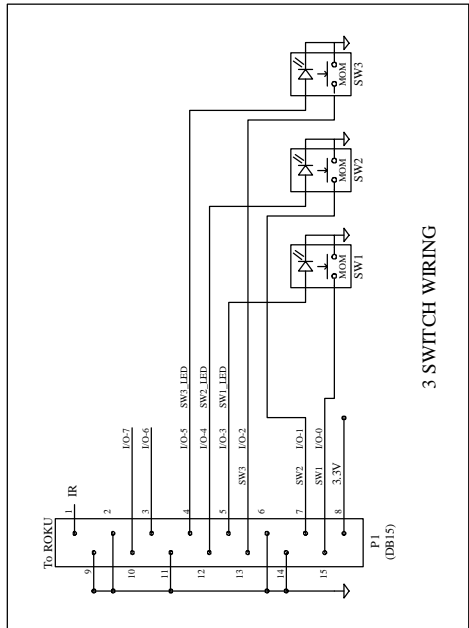 To ROKU
1
IR
9
2
10
I/O-7
3
I/O-6
11
4
I/O-5
SW3_LED
12
I/O-4
SW2_LED
5
I/O-3
SW1_LED
13
SW3
I/O-2
6
14
7
SW2
I/O-1
15
SW1
I/O-0
8
3.3V
P1
(DB15)
MOM
SW1
MOM
SW2
MOM
SW3
3 SWITCH WIRING